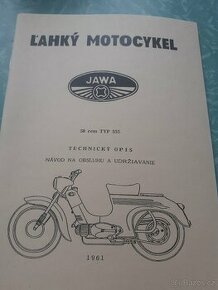 ĽAHKÝ MOTOCYKEL
JAWA
50 ccm TYP 555
TECHNICKÝ OPIS
NÁVOD NA OBSLUHU A UDRŽIAVANIE
1961